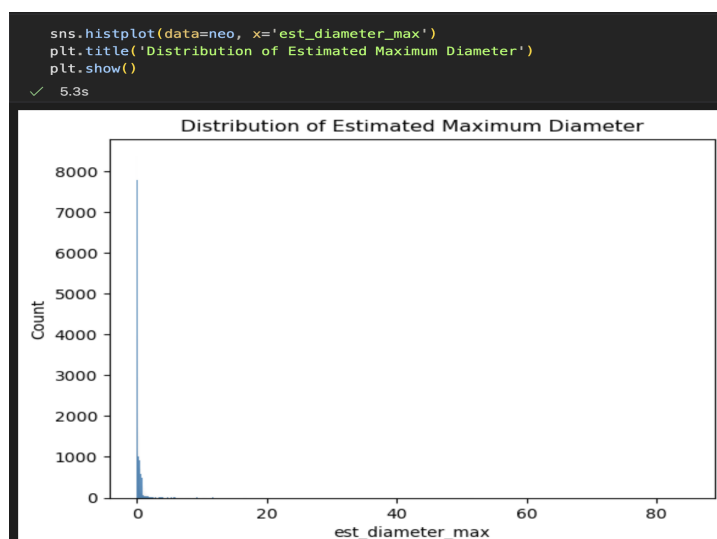 sns.histplot(data=neo, x='est_diameter_max')
plt.title('Distribution of Estimated Maximum Diameter')
plt.show()
5.3s
Distribution of Estimated Maximum Diameter
8000
7000
6000
5000
4000
3000
2000
1000
0
Count
0 20 40 60 80
est_diameter_max